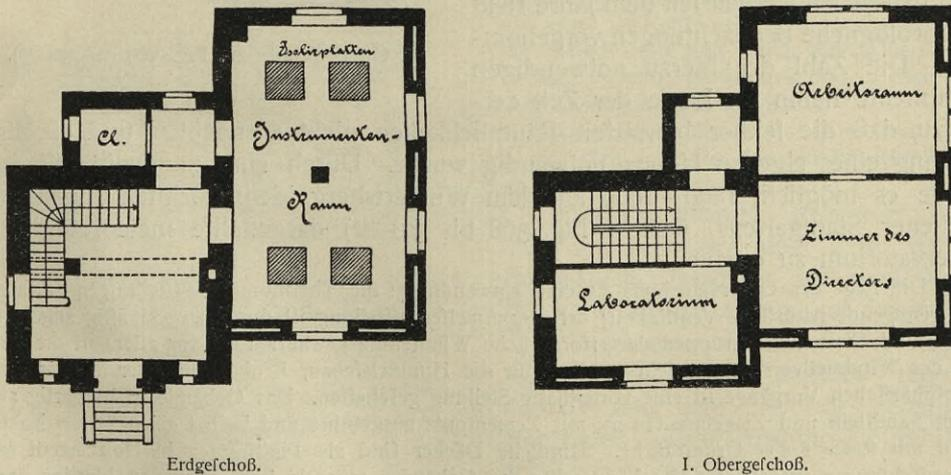 Isolirplatten
Cl.
Instrumenten-
Raum
Erdgeſchoß.
Arbeitsraum
Zimmer des
Directors
Laboratorium
I. Obergeſchoß.